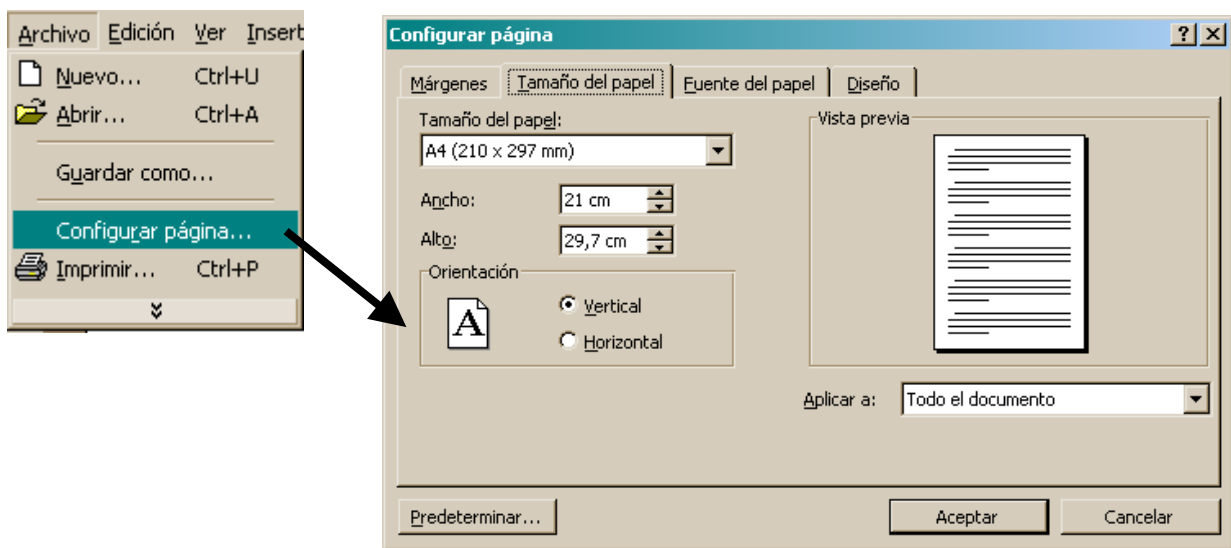 Archivo Edición Ver Insert
Nuevo... Ctrl+U
Abrir... Ctrl+A
Guardar como...
Configurar página...
Imprimir... Ctrl+P
Configurar página
Márgenes Tamaño del papel Fuente del papel Diseño
Tamaño del papel:
A4 (210 x 297 mm)
Ancho: 21 cm
Alto: 29,7 cm
Orientación
A
Vertical
Horizontal
Vista previa
Aplicar a: Todo el documento
Predeterminar... Aceptar Cancelar